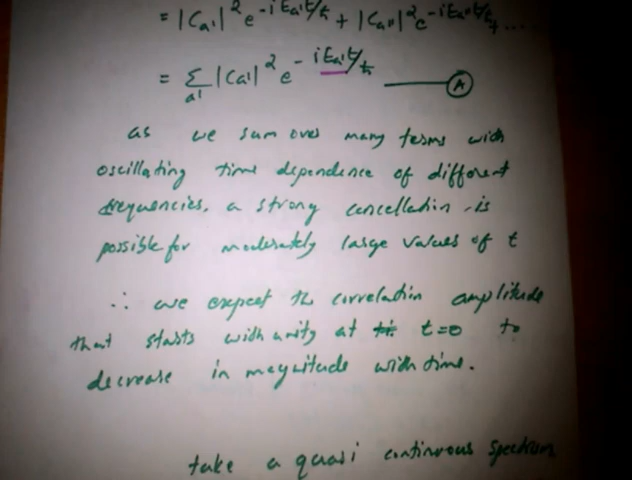 = |Ca'|² e^{-iEa't/ħ} + |Ca''|² e^{-iEa''t/ħ} + ....
= Σ_{a'} |Ca'|² e^{-iEa't/ħ} —— A
as we sum over many terms with
oscillating time dependence of different
frequencies. a strong cancellation is
possible for moderately large values of t
∴ we expect the correlation amplitude
that starts with unity at t=0 to
decrease in magnitude with time.
take a quasi continuous spectrum